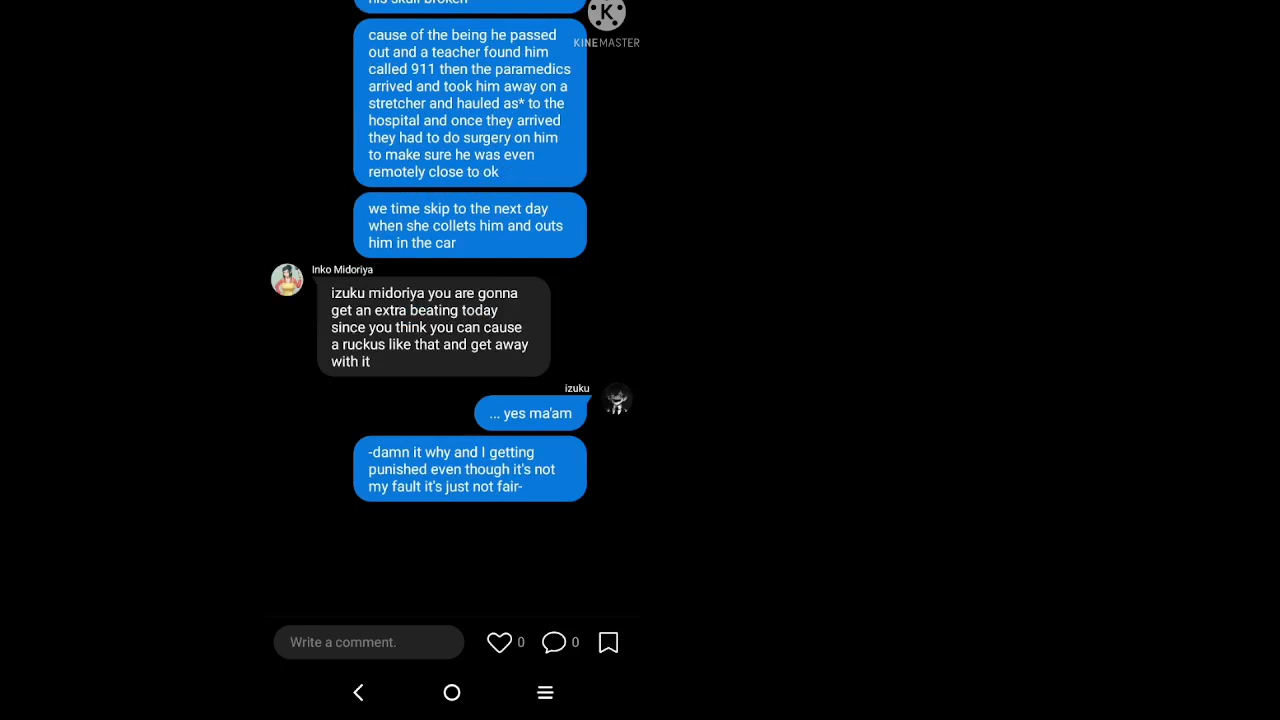 his skull broken
K
KINEMASTER
cause of the being he passed
out and a teacher found him
called 911 then the paramedics
arrived and took him away on a
stretcher and hauled as* to the
hospital and once they arrived
they had to do surgery on him
to make sure he was even
remotely close to ok
we time skip to the next day
when she collets him and outs
him in the car
Inko Midoriya
izuku midoriya you are gonna
get an extra beating today
since you think you can cause
a ruckus like that and get away
with it
izuku
... yes ma'am
-damn it why and I getting
punished even though it's not
my fault it's just not fair-
Write a comment.
0
0